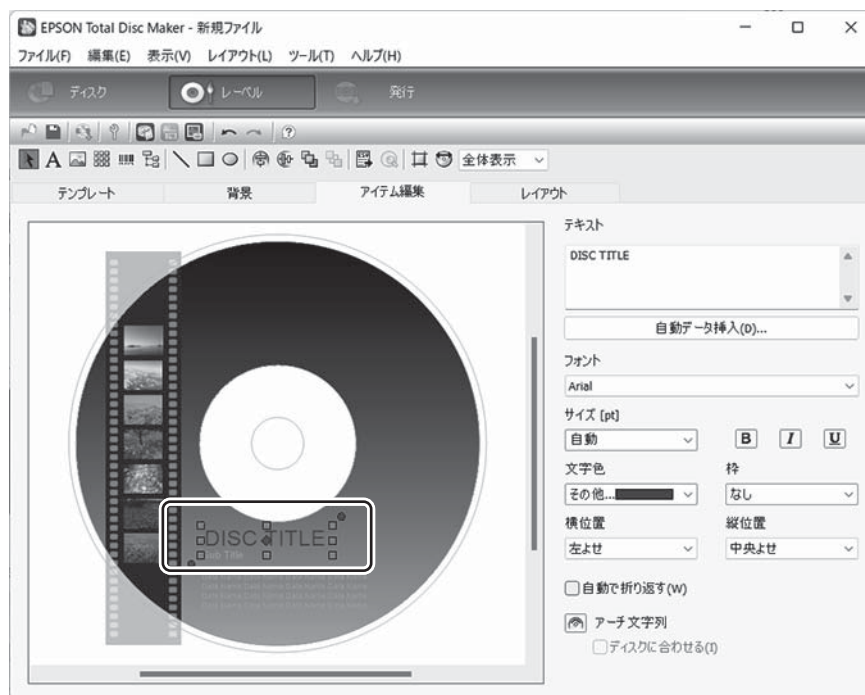 EPSON Total Disc Maker - 新規ファイル
ファイル(F) 編集(E) 表示(V) レイアウト(L) ツール(T) ヘルプ(H)
ディスク レーベル 発行
全体表示
テンプレート 背景 アイテム編集 レイアウト
テキスト
DISC TITLE
自動データ挿入(D)...
フォント
Arial
サイズ [pt]
自動 B I U
文字色 枠
その他... なし
横位置 縦位置
左よせ 中央よせ
自動で折り返す(W)
アーチ文字列
ディスクに合わせる(I)
DISC TITLE
Sub Title